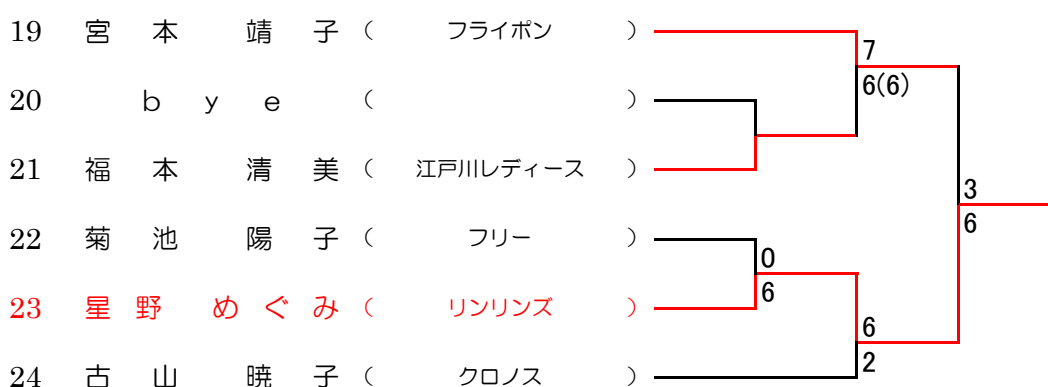 19 宮 本 靖 子 ( フライポン )
7
6(6)
20 b y e ( )
21 福 本 清 美 ( 江戸川レディース )
3
6
22 菊 池 陽 子 ( フリー )
0
6
23 星 野 め ぐ み ( リンリンズ )
6
2
24 古 山 暁 子 ( クロノス )